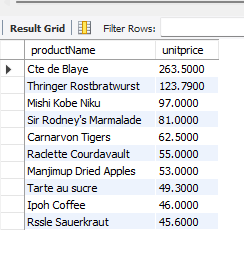 Result Grid Filter Rows:
productName unitprice
Cte de Blaye 263.5000
Thringer Rostbratwurst 123.7900
Mishi Kobe Niku 97.0000
Sir Rodney's Marmalade 81.0000
Carnarvon Tigers 62.5000
Raclette Courdavault 55.0000
Manjimup Dried Apples 53.0000
Tarte au sucre 49.3000
Ipoh Coffee 46.0000
Rssle Sauerkraut 45.6000